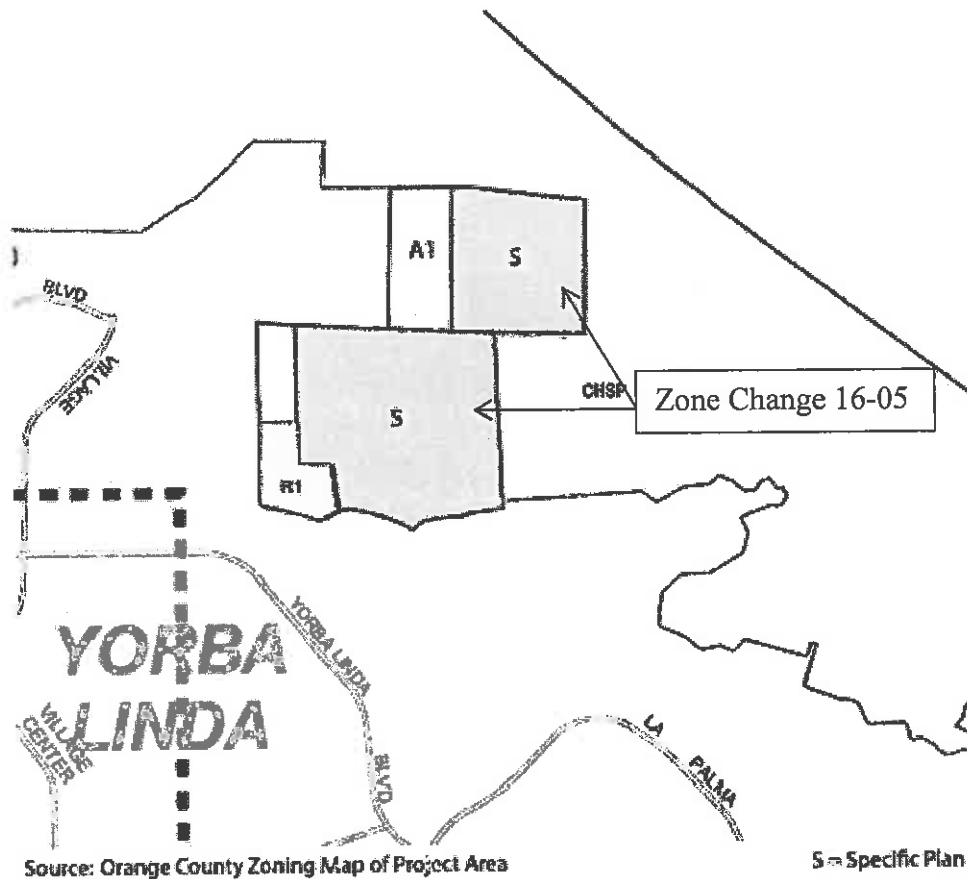 A1
S
)
BLVD
VILLAGE
CHSP
Zone Change 16-05
S
R1
YORBA
LINDA
YORBA LINDA
BLVD
VILLAGE
CENTER
LA
PALMA
Source: Orange County Zoning Map of Project Area
S = Specific Plan